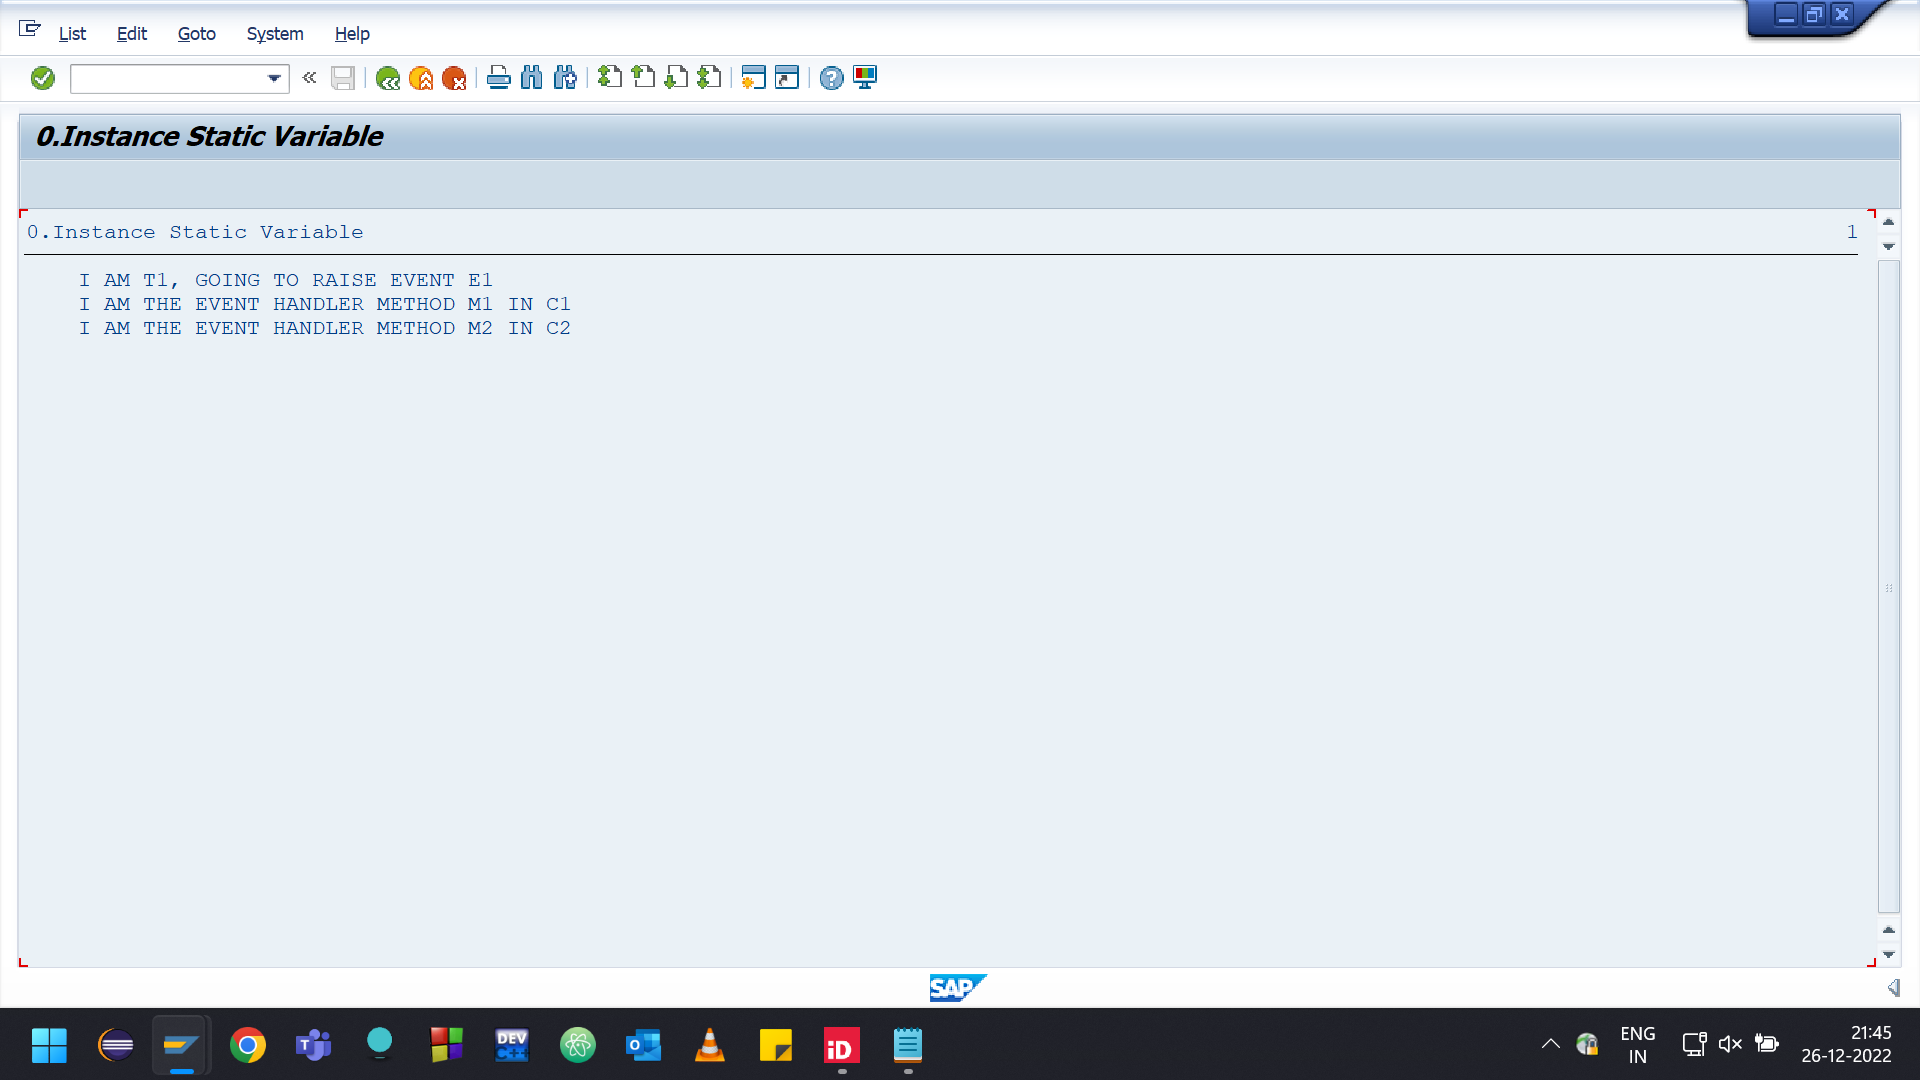 List Edit Goto System Help
0.Instance Static Variable
0.Instance Static Variable 1
I AM T1, GOING TO RAISE EVENT E1
I AM THE EVENT HANDLER METHOD M1 IN C1
I AM THE EVENT HANDLER METHOD M2 IN C2
SAP
DEV
C++
T
O
iD
ENG
IN
21:45
26-12-2022